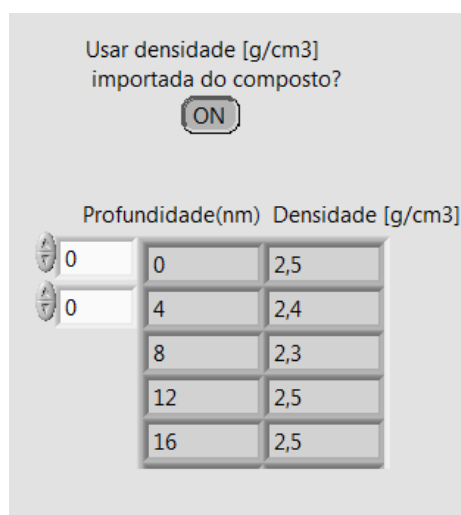 Usar densidade [g/cm3]
importada do composto?
ON
Profundidade(nm) Densidade [g/cm3]
0 0 2,5
0 4 2,4
8 2,3
12 2,5
16 2,5